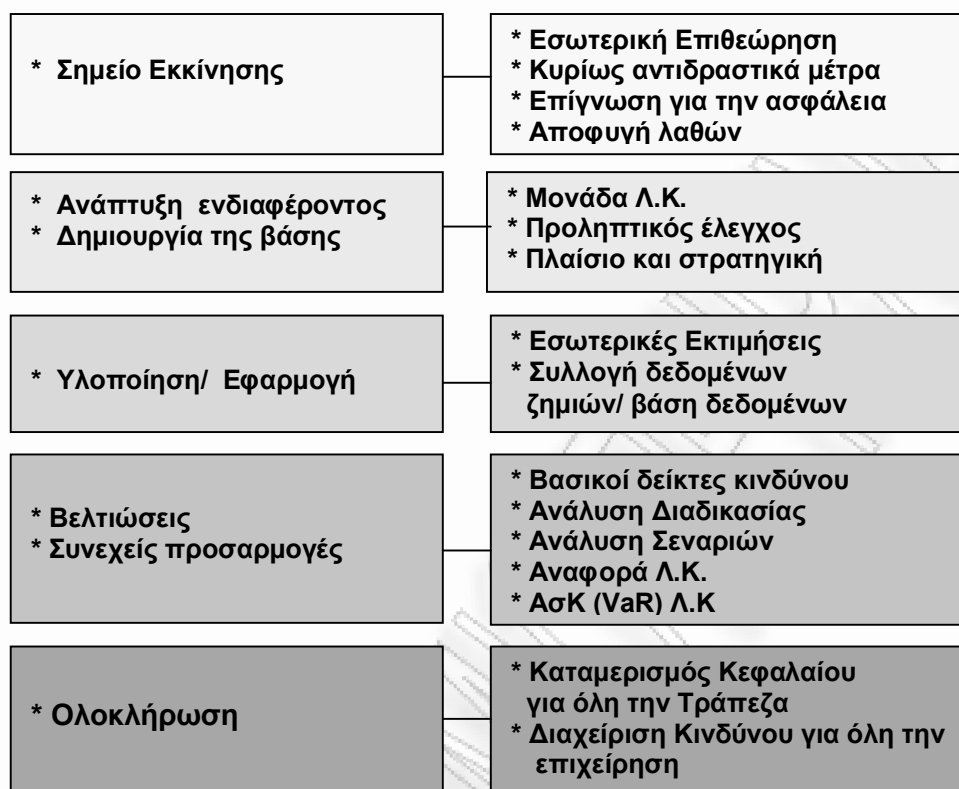 * Σημείο Εκκίνησης
* Εσωτερική Επιθεώρηση
* Κυρίως αντιδραστικά μέτρα
* Επίγνωση για την ασφάλεια
* Αποφυγή λαθών
* Ανάπτυξη ενδιαφέροντος
* Δημιουργία της βάσης
* Μονάδα Λ.Κ.
* Προληπτικός έλεγχος
* Πλαίσιο και στρατηγική
* Υλοποίηση/ Εφαρμογή
* Εσωτερικές Εκτιμήσεις
* Συλλογή δεδομένων
ζημιών/ βάση δεδομένων
* Βελτιώσεις
* Συνεχείς προσαρμογές
* Βασικοί δείκτες κινδύνου
* Ανάλυση Διαδικασίας
* Ανάλυση Σεναριών
* Αναφορά Λ.Κ.
* ΑσΚ (VaR) Λ.Κ
* Ολοκλήρωση
* Καταμερισμός Κεφαλαίου
για όλη την Τράπεζα
* Διαχείριση Κινδύνου για όλη την
επιχείρηση